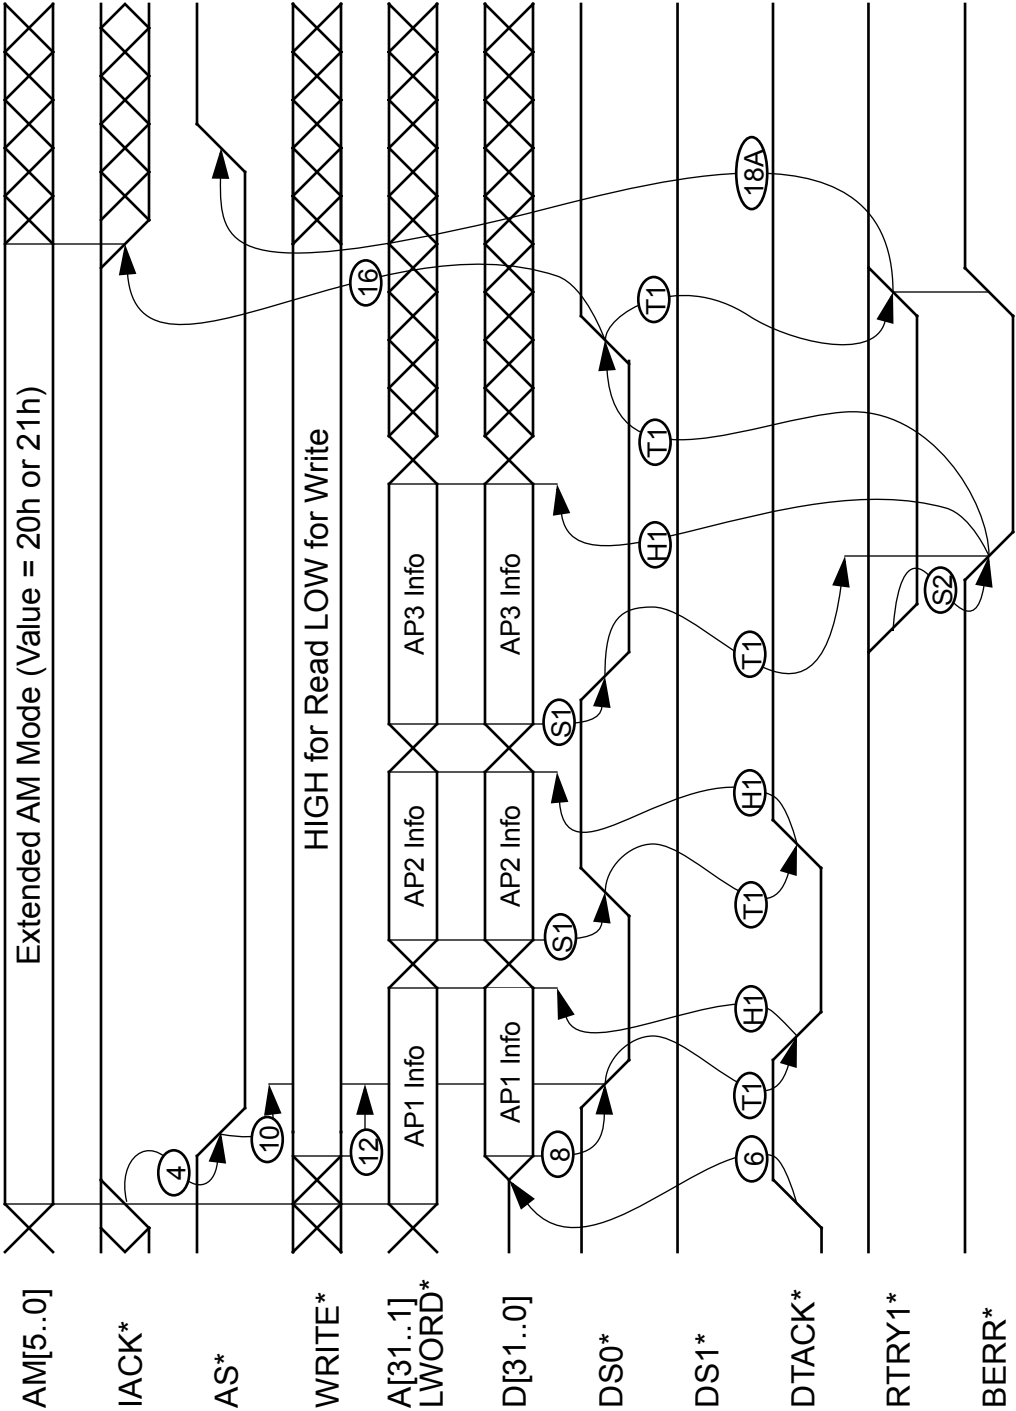 AM[5..0]
Extended AM Mode (Value = 20h or 21h)
IACK*
4
16
AS*
10
18A
WRITE*
HIGH for Read LOW for Write
12
A[31..1]
LWORD*
AP1 Info
AP2 Info
AP3 Info
D[31..0]
AP1 Info
AP2 Info
AP3 Info
8
S1
S1
DS0*
H1
T1
T1
DS1*
6
T1
H1
T1
H1
T1
DTACK*
RTRY1*
S2
BERR*